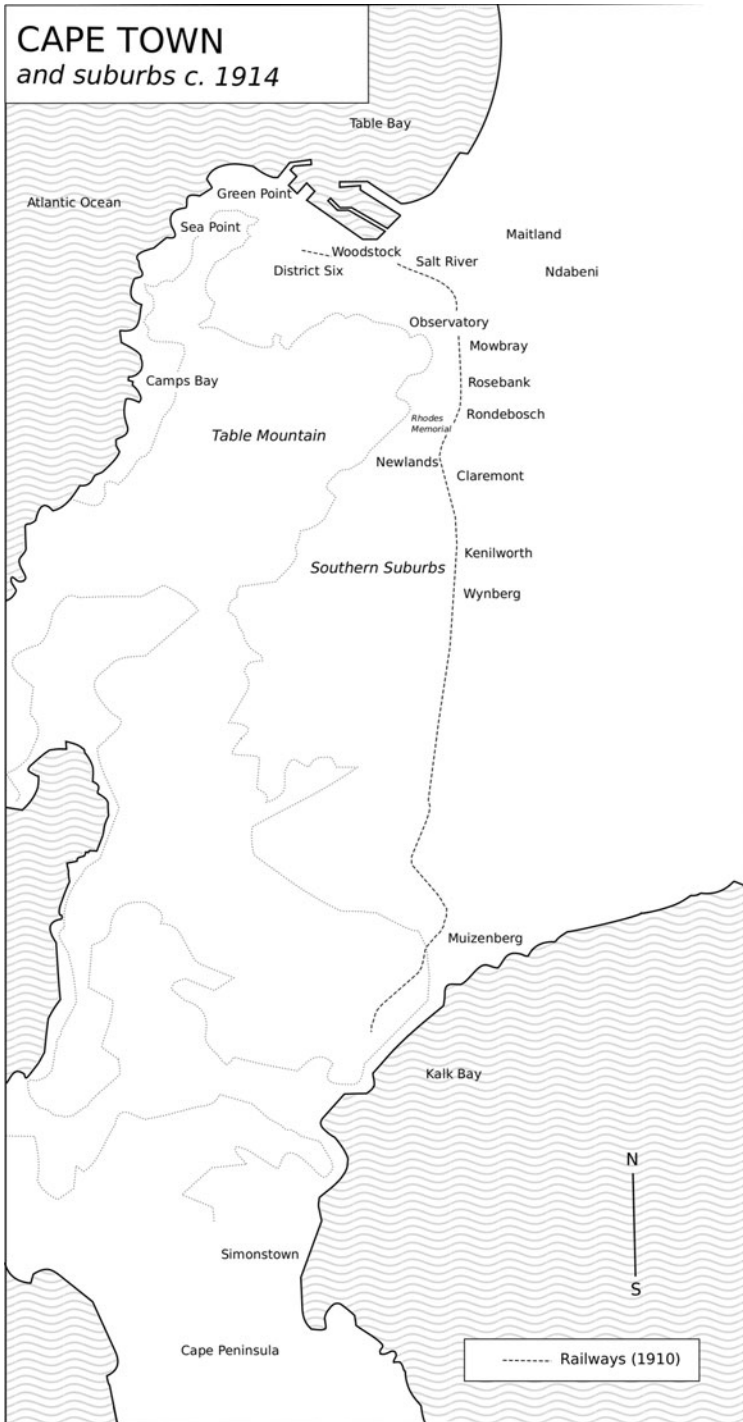 CAPE TOWN
and suburbs c. 1914
Table Bay
Green Point
Atlantic Ocean
Sea Point
Maitland
Woodstock
Salt River
District Six
Ndabeni
Observatory
Mowbray
Camps Bay
Rosebank
Rondebosch
Rhodes
Memorial
Table Mountain
Newlands
Claremont
Kenilworth
Southern Suburbs
Wynberg
Muizenberg
Kalk Bay
N
Simonstown
S
Cape Peninsula
Railways (1910)